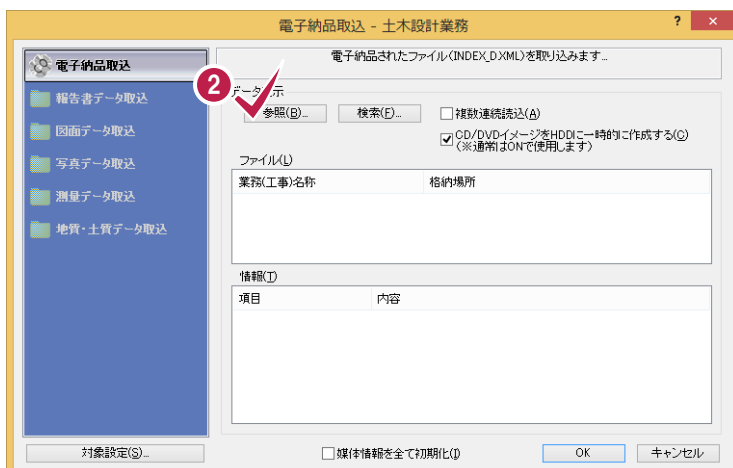 電子納品取込 - 土木設計業務
?
×
電子納品取込
報告書データ取込
図面データ取込
写真データ取込
測量データ取込
地質・土質データ取込
対象設定(S)...
電子納品されたファイル(INDEX_D.XML)を取り込みます...
2
参照(B)...
検索(F)...
複数連続読込(A)
CD/DVDイメージをHDDに一時的に作成する(C)
(※通常はONで使用します)
ファイル(L)
業務(工事)名称
格納場所
情報(T)
項目
内容
媒体情報を全て初期化(I)
OK
キャンセル